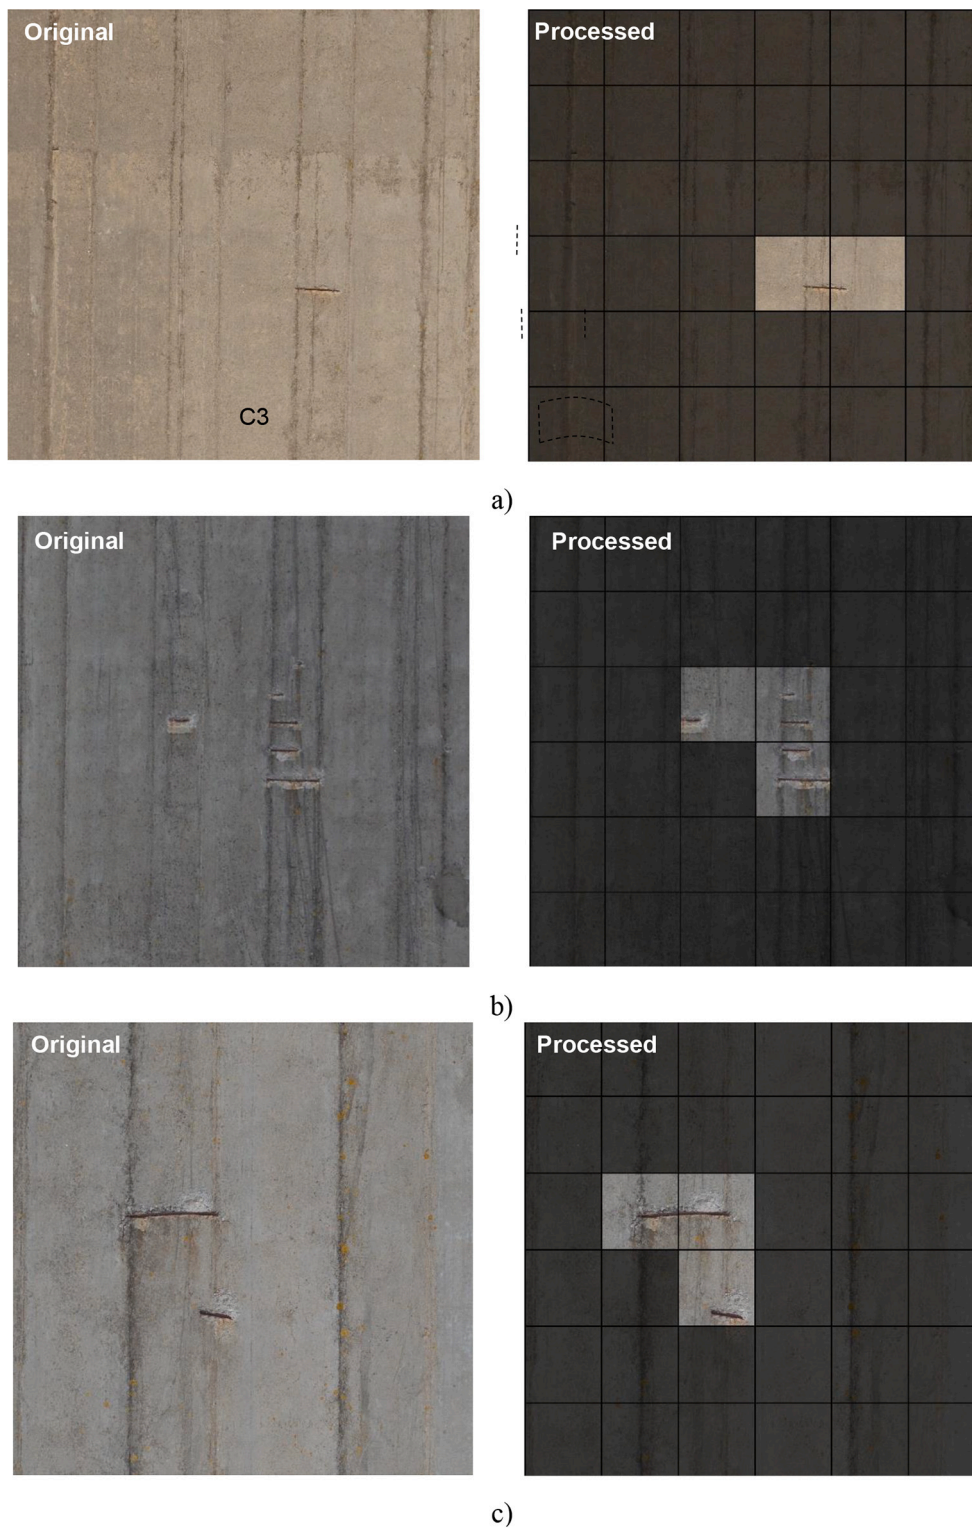 Original
Processed
C3
a)
Original
Processed
b)
Original
Processed
c)